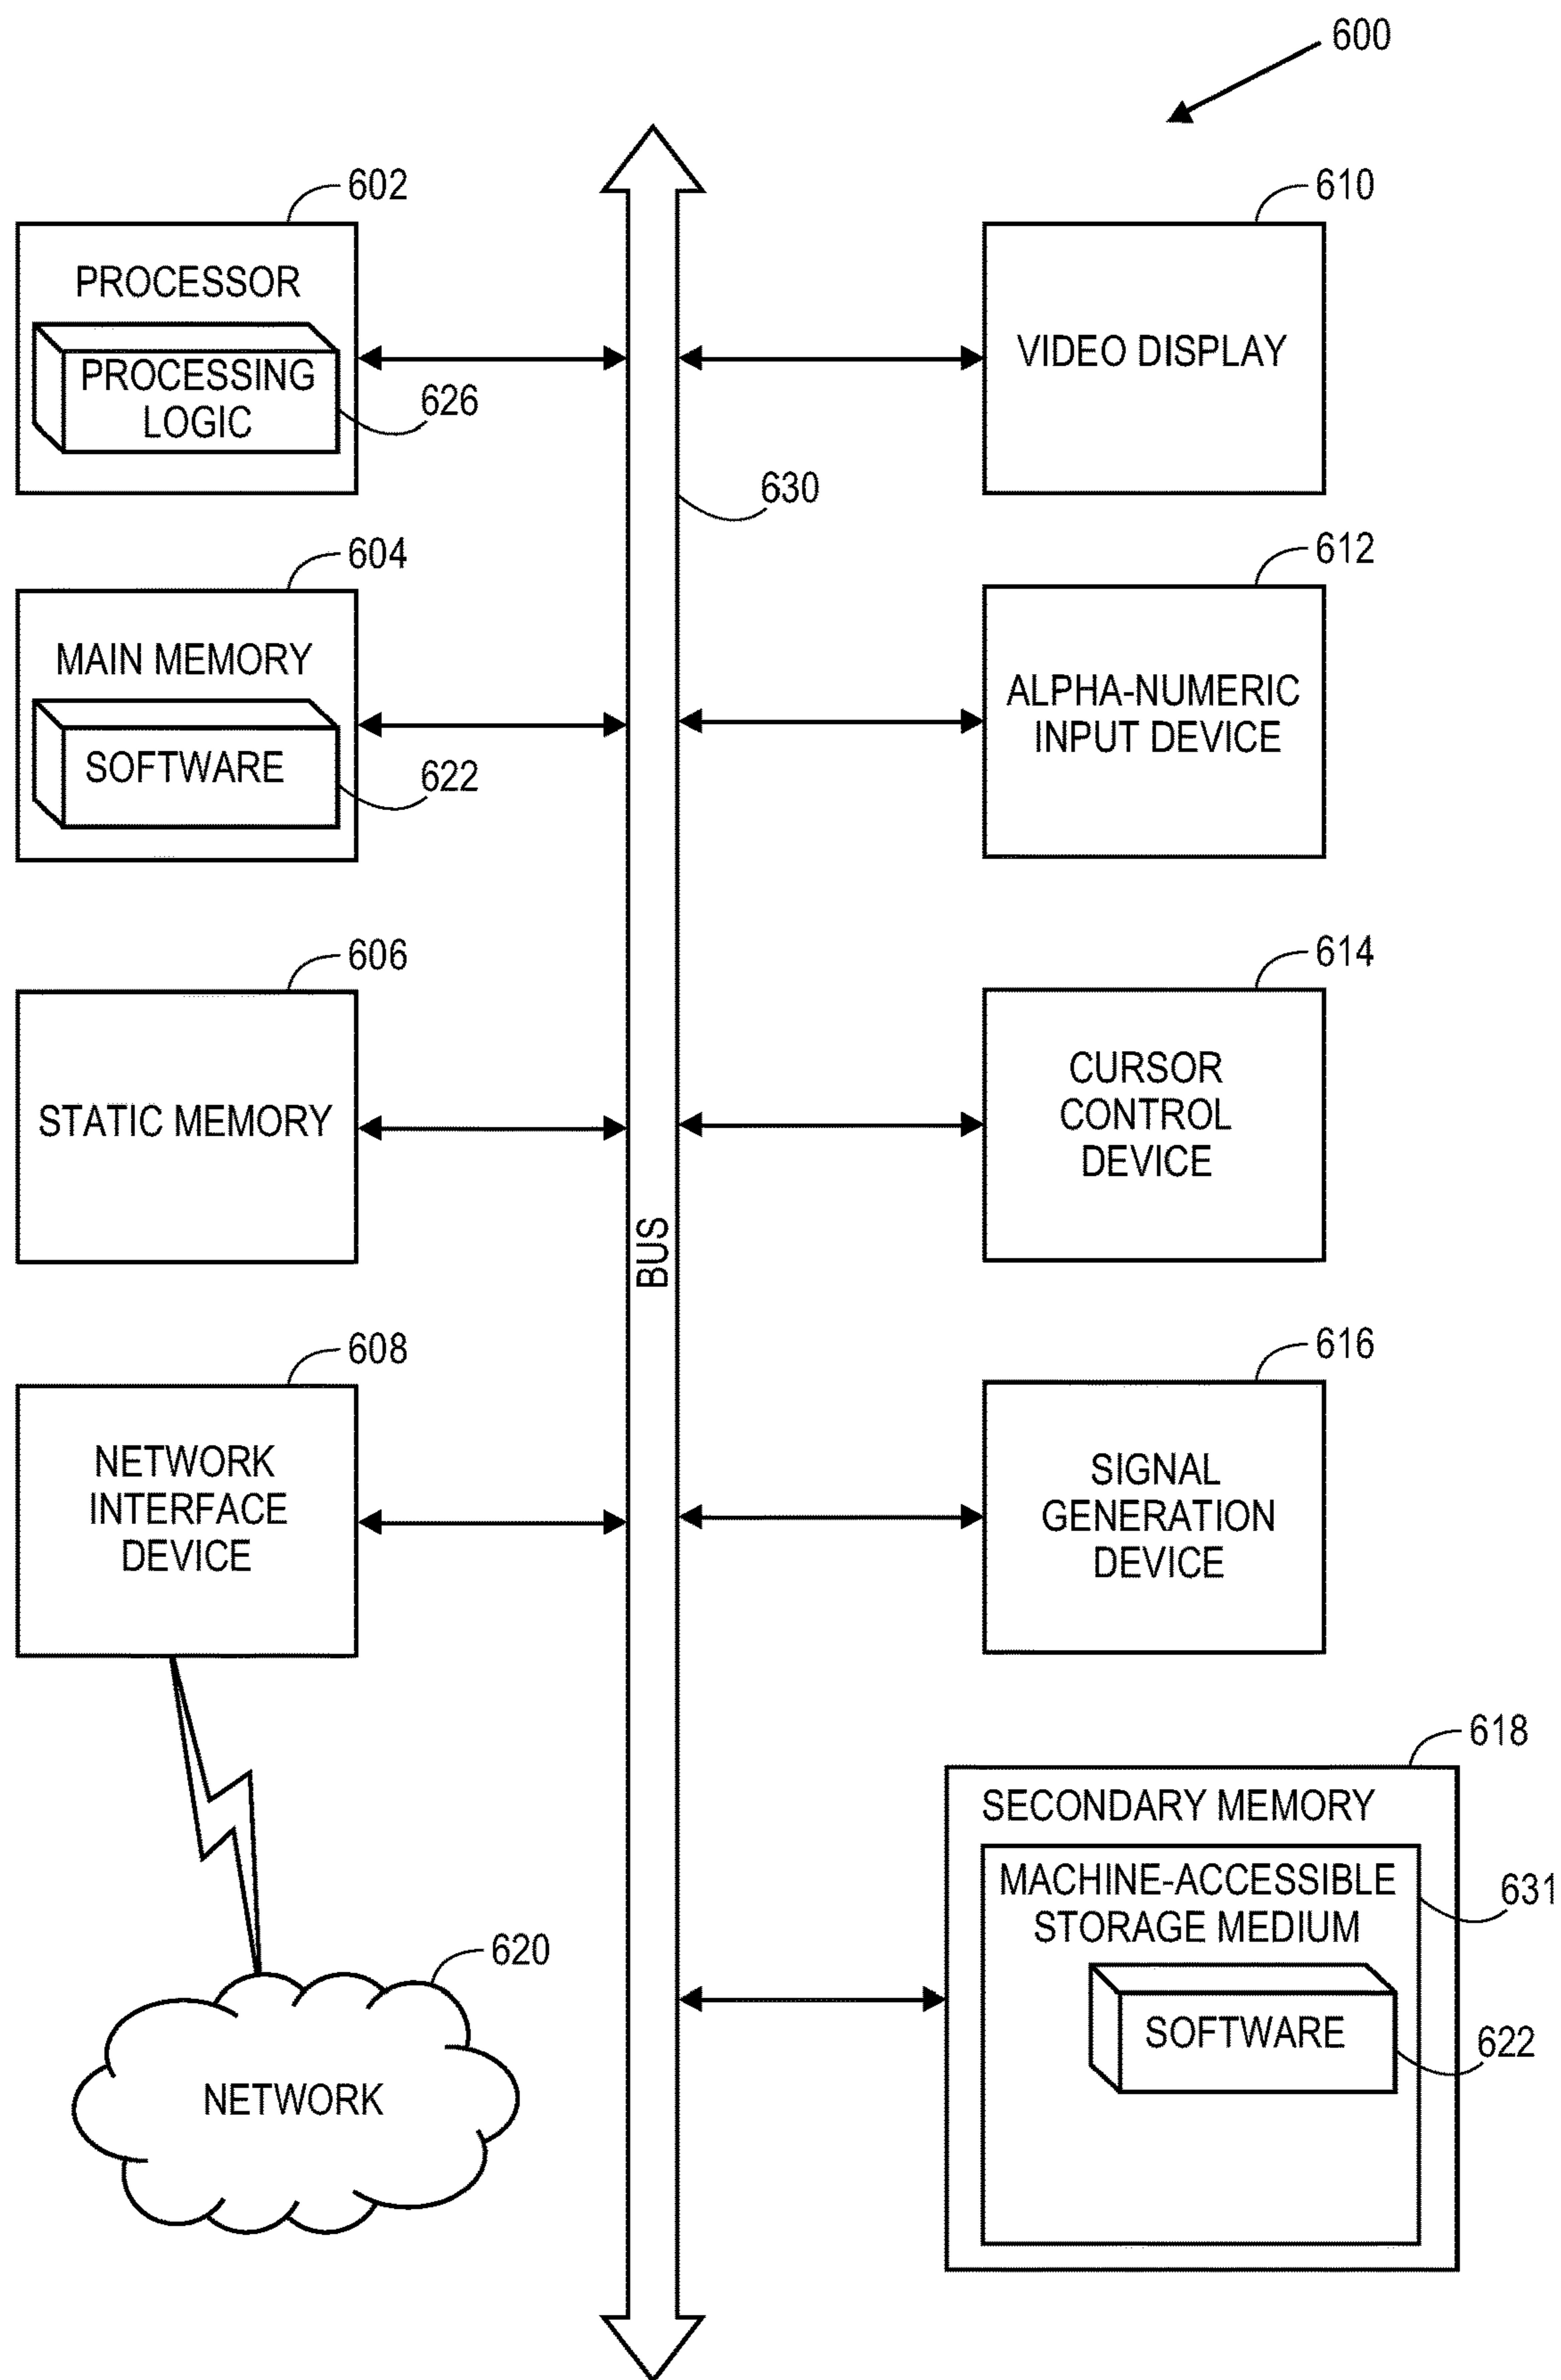 600
602
PROCESSOR
PROCESSING
LOGIC
626
610
VIDEO DISPLAY
630
604
MAIN MEMORY
SOFTWARE
622
612
ALPHA-NUMERIC
INPUT DEVICE
606
STATIC MEMORY
614
CURSOR
CONTROL
DEVICE
BUS
608
NETWORK
INTERFACE
DEVICE
616
SIGNAL
GENERATION
DEVICE
618
SECONDARY MEMORY
MACHINE-ACCESSIBLE
STORAGE MEDIUM
631
SOFTWARE
622
620
NETWORK